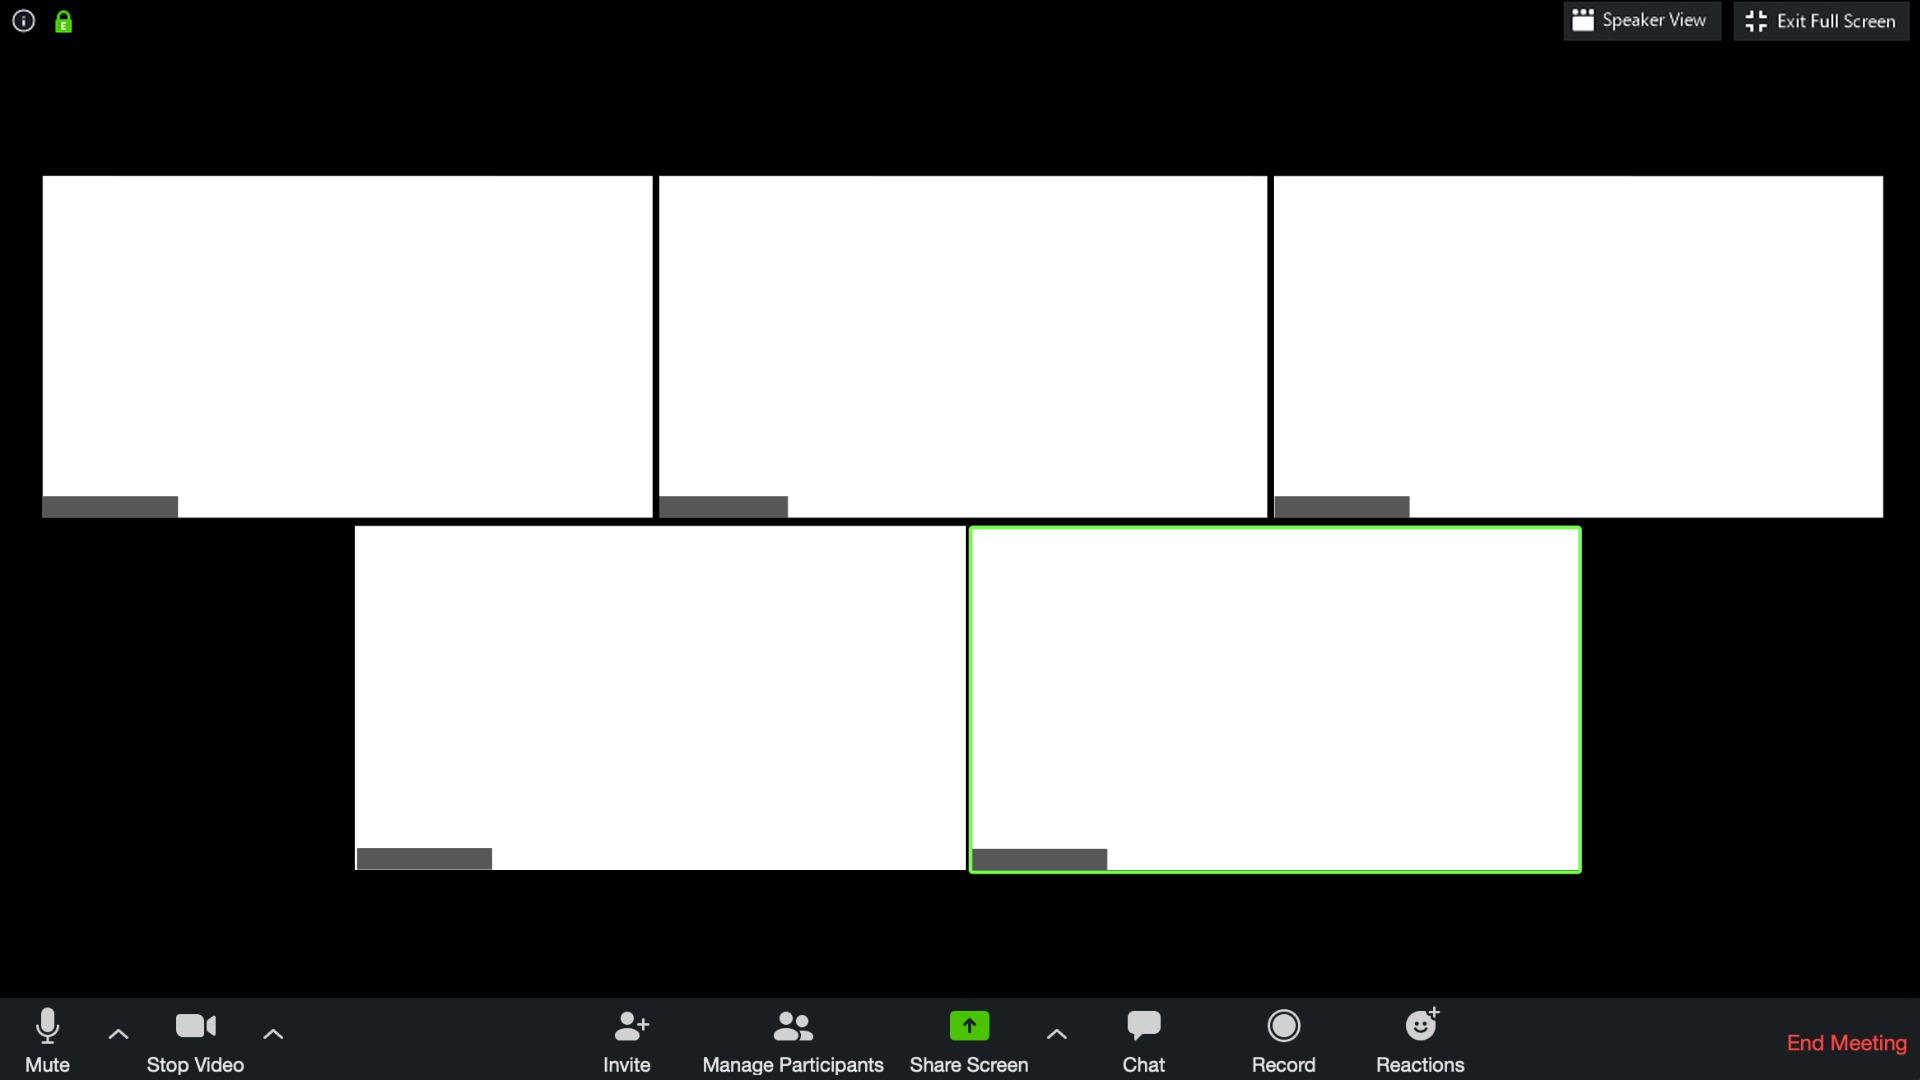 E
Speaker View
Exit Full Screen
Mute
Stop Video
Invite
Manage Participants
Share Screen
Chat
Record
Reactions
End Meeting